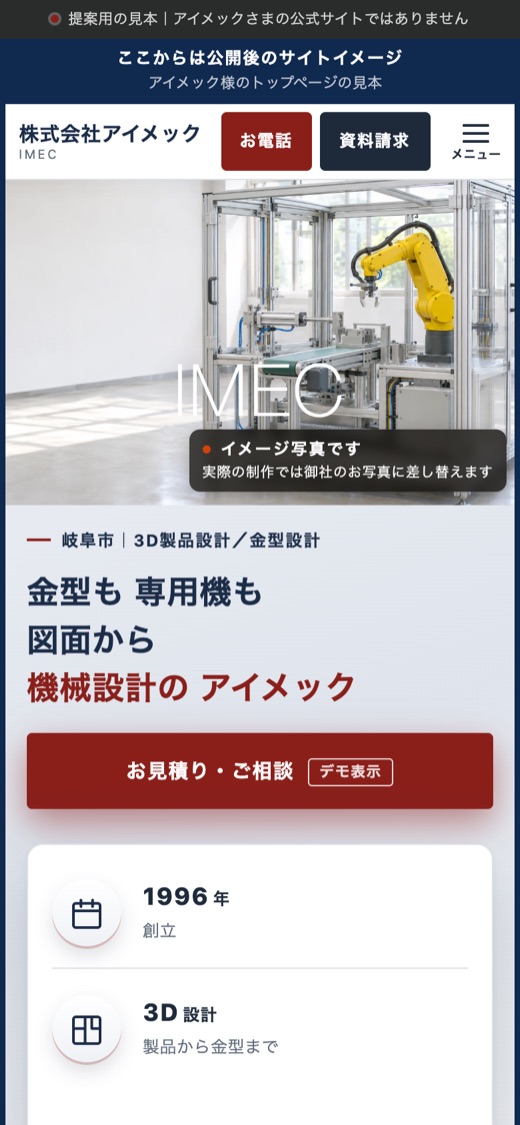 提案用の見本｜アイメックさまの公式サイトではありません
ここからは公開後のサイトイメージ
アイメック様のトップページの見本
株式会社アイメック
IMEC
お電話
資料請求
メニュー
IMEC
イメージ写真です
実際の制作では御社のお写真に差し替えます
岐阜市｜3D製品設計／金型設計
金型も 専用機も
図面から
機械設計の アイメック
お見積り・ご相談 デモ表示
1996 年
創立
3D 設計
製品から金型まで